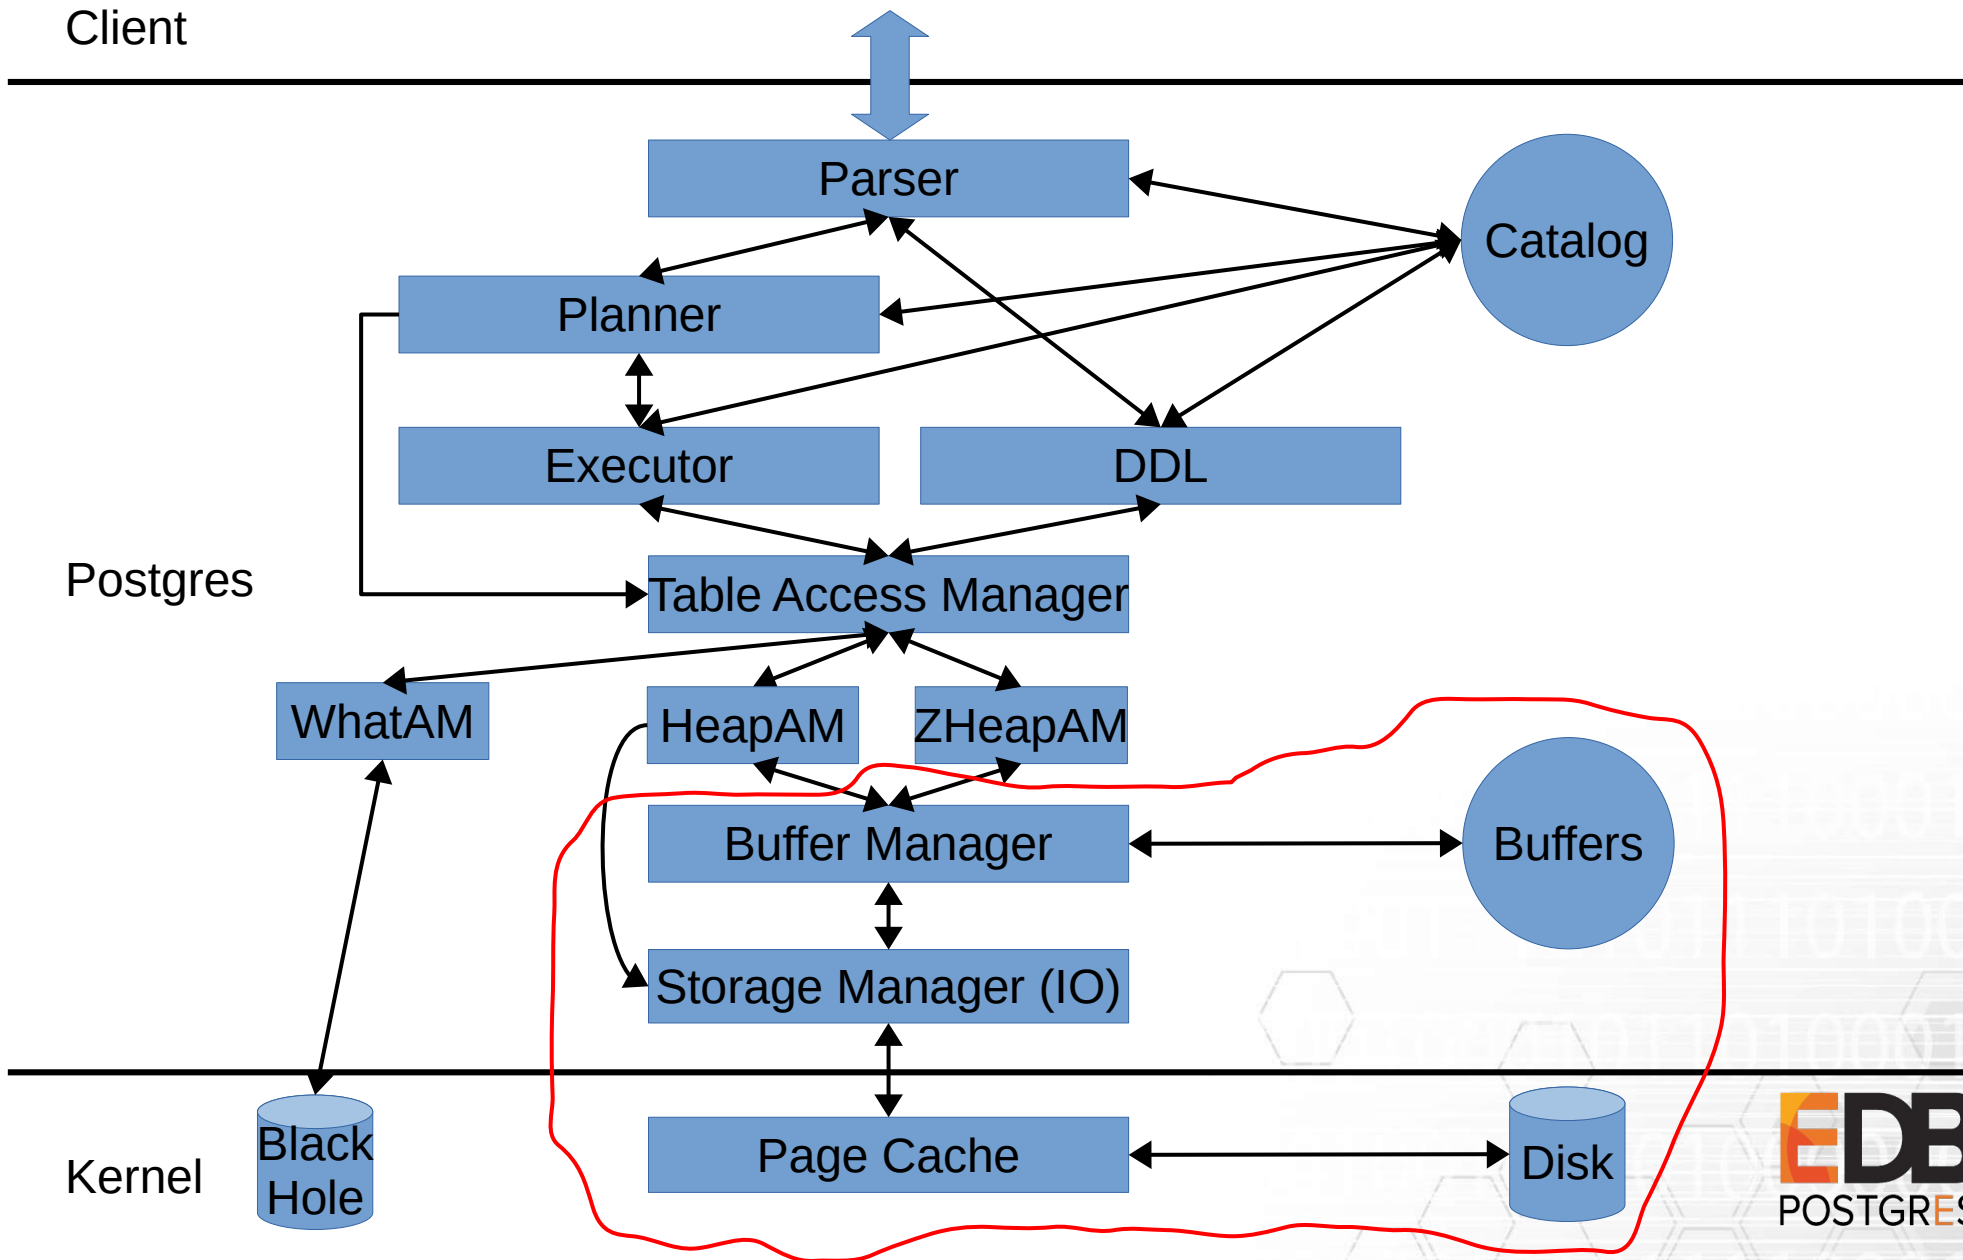 Client
Parser
Catalog
Planner
Executor
DDL
Postgres
Table Access Manager
WhatAM
HeapAM
ZHeapAM
Buffer Manager
Buffers
Storage Manager (IO)
Kernel
Black
Hole
Page Cache
Disk
EDB
POSTGRES